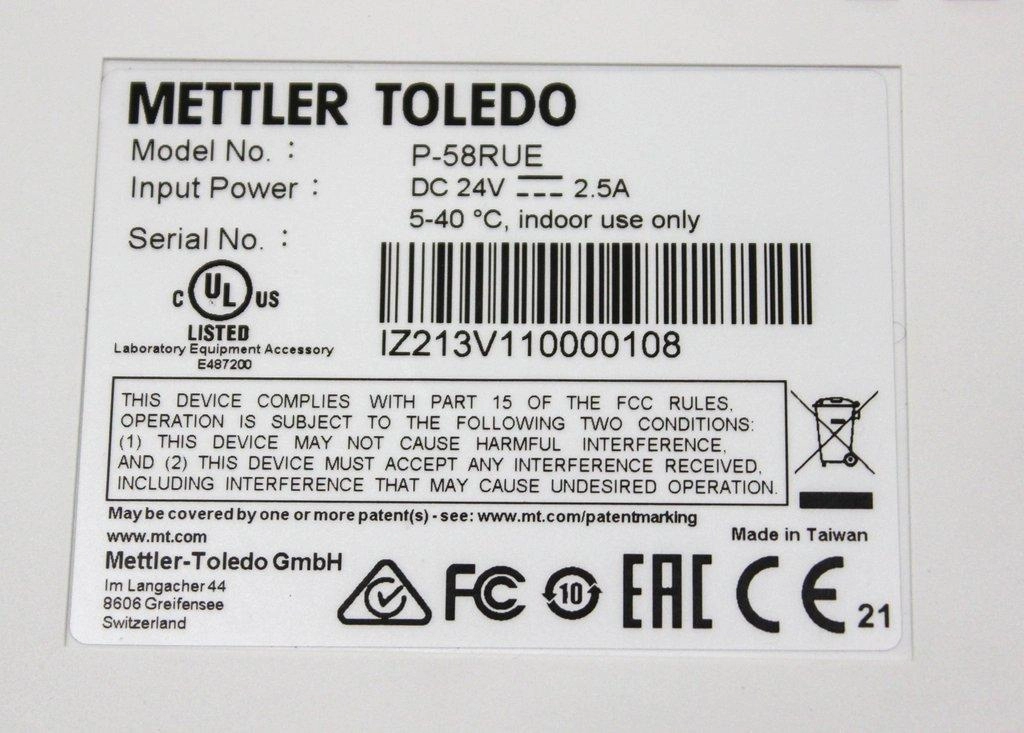 METTLER TOLEDO
Model No. : P-58RUE
Input Power : DC 24V 2.5A
5-40 °C, indoor use only
Serial No. :
IZ213V110000108
C UL US
LISTED
Laboratory Equipment Accessory
E487200
THIS DEVICE COMPLIES WITH PART 15 OF THE FCC RULES,
OPERATION IS SUBJECT TO THE FOLLOWING TWO CONDITIONS:
(1) THIS DEVICE MAY NOT CAUSE HARMFUL INTERFERENCE,
AND (2) THIS DEVICE MUST ACCEPT ANY INTERFERENCE RECEIVED,
INCLUDING INTERFERENCE THAT MAY CAUSE UNDESIRED OPERATION.
May be covered by one or more patent(s) - see: www.mt.com/patentmarking
www.mt.com
Made in Taiwan
Mettler-Toledo GmbH
Im Langacher 44
8606 Greifensee
Switzerland
FC 10 EAC CE 21